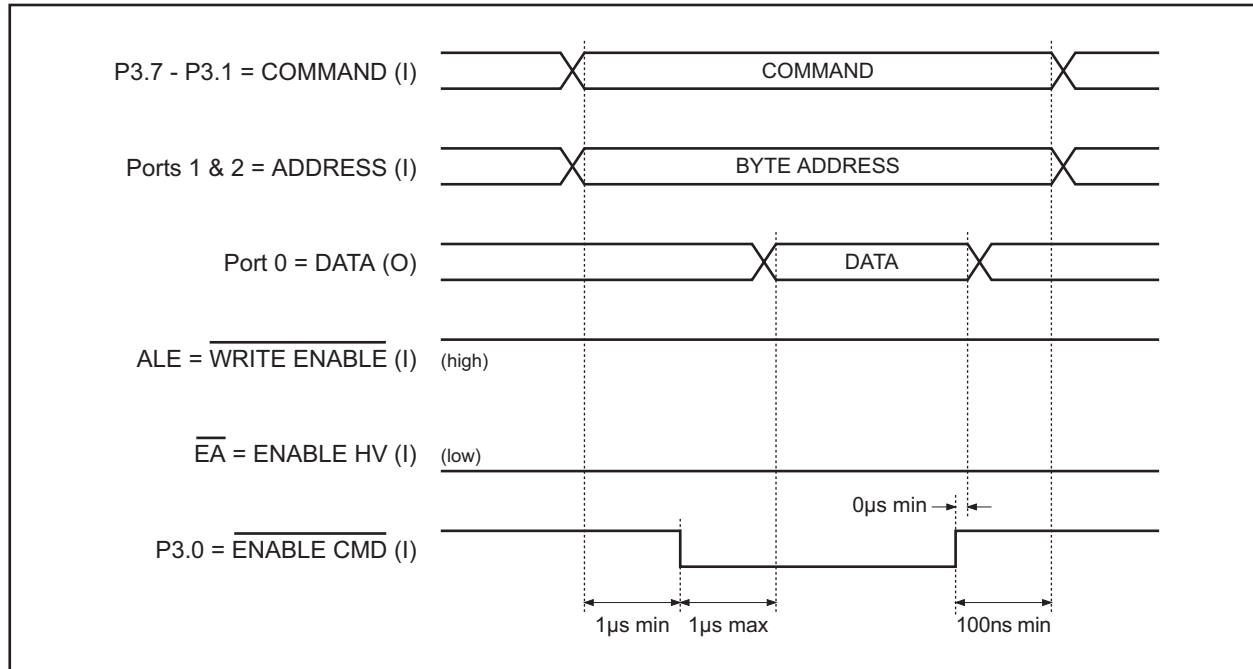 P3.7 - P3.1 = COMMAND (I)
COMMAND
Ports 1 & 2 = ADDRESS (I)
BYTE ADDRESS
Port 0 = DATA (O)
DATA
ALE = WRITE ENABLE (I)
(high)
EA = ENABLE HV (I)
(low)
0µs min
P3.0 = ENABLE CMD (I)
1µs min
1µs max
100ns min